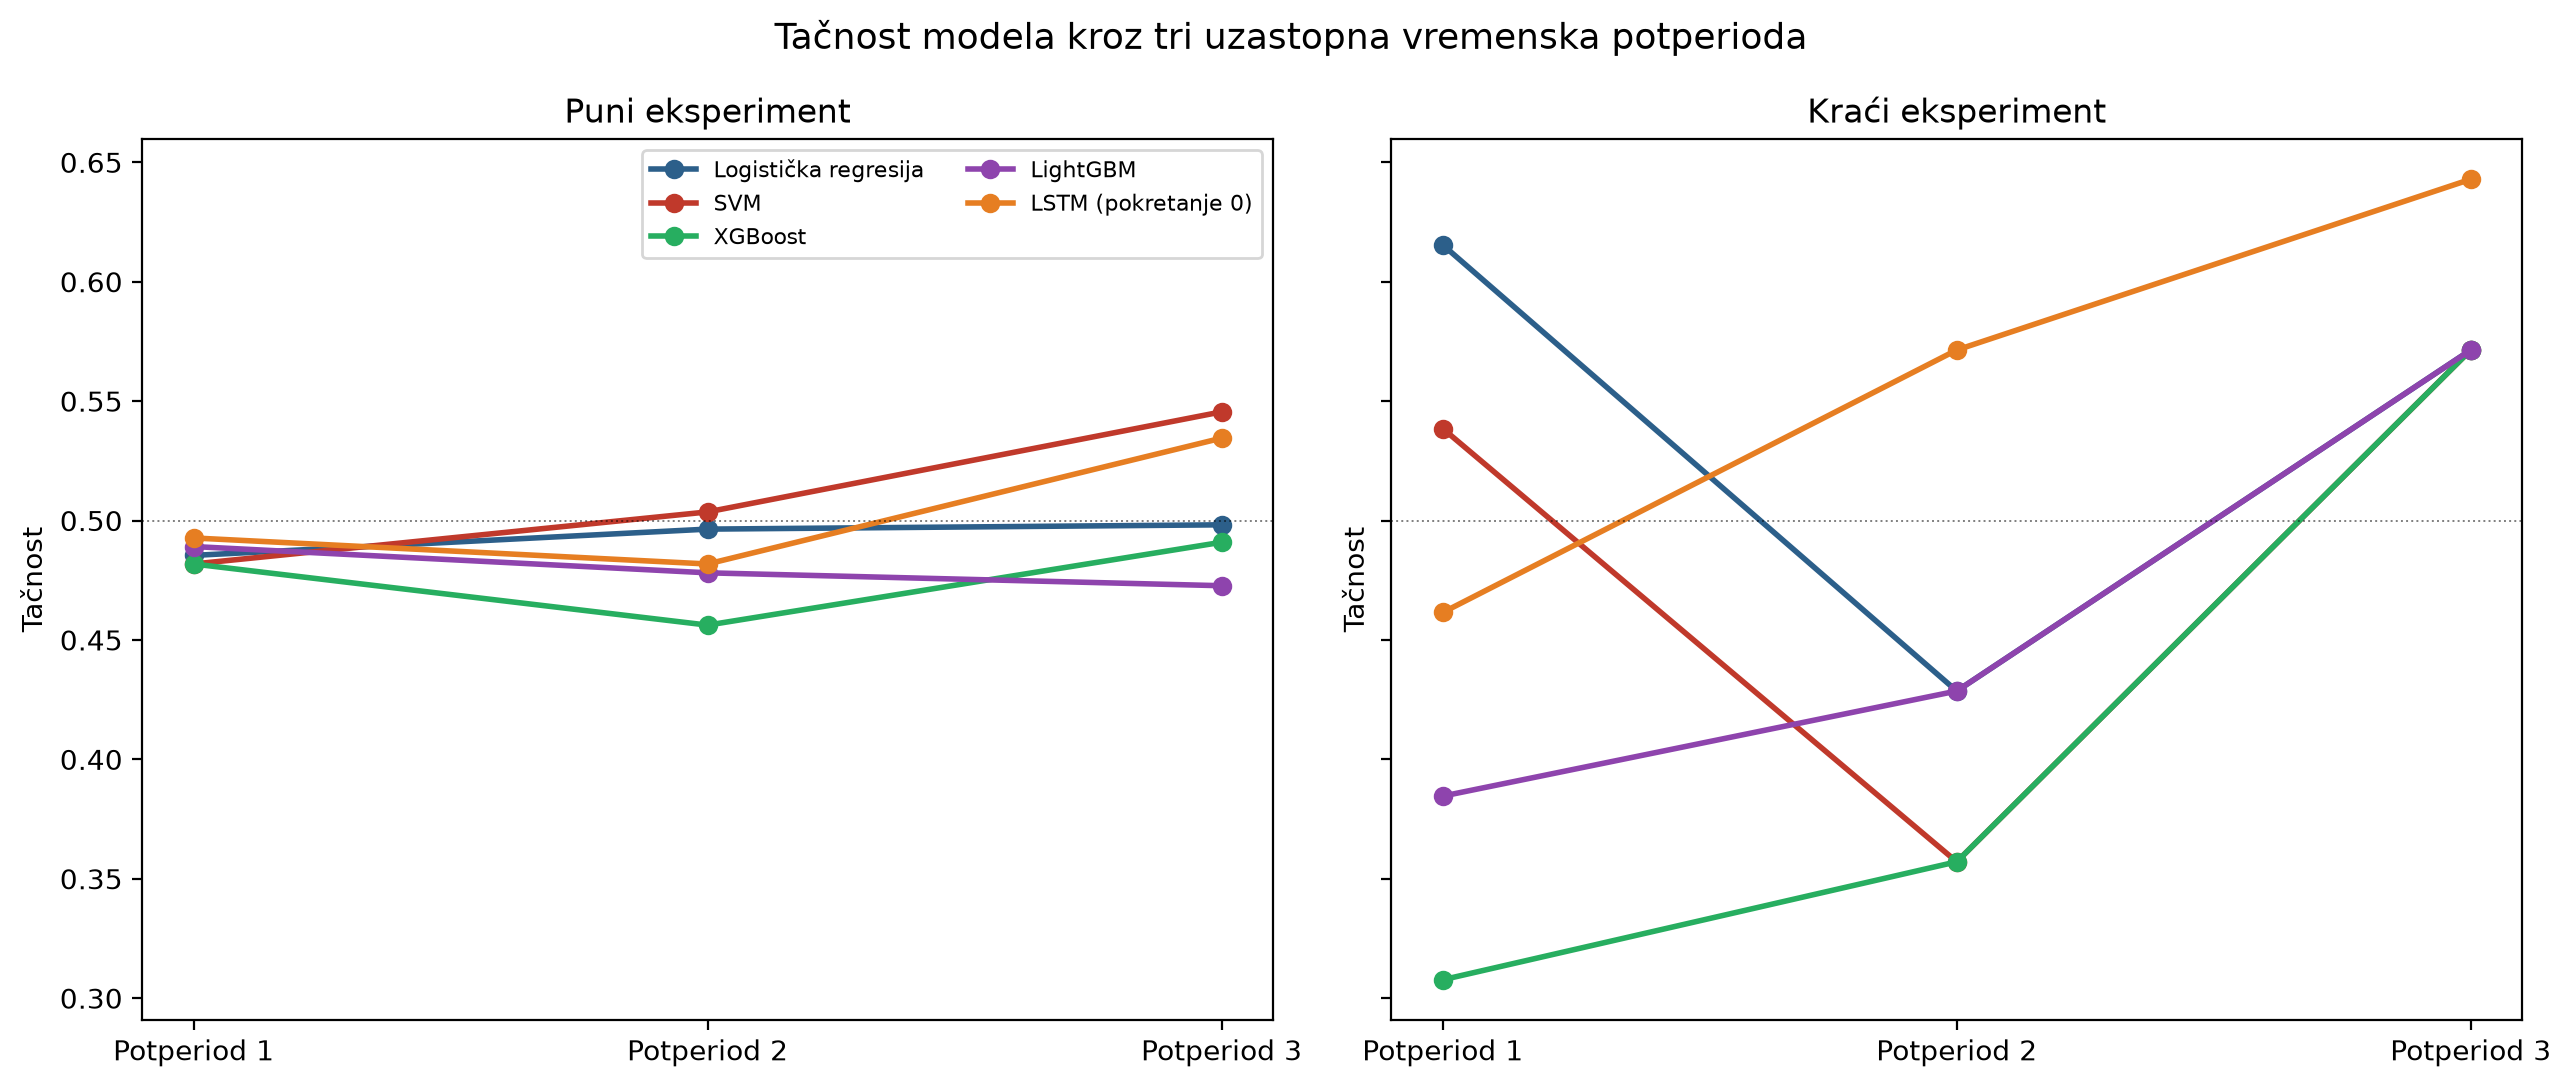 Tačnost modela kroz tri uzastopna vremenska potperioda
Puni eksperiment
Tačnost
0.65
0.60
0.55
0.50
0.45
0.40
0.35
0.30
Logistička regresija
SVM
XGBoost
LightGBM
LSTM (pokretanje 0)
Potperiod 1
Potperiod 2
Potperiod 3
Kraći eksperiment
Tačnost
Potperiod 1
Potperiod 2
Potperiod 3